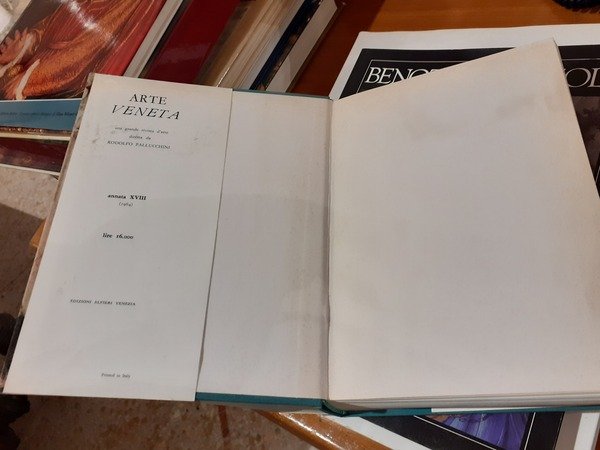 ARTE
VENETA
una grande rivista d'arte
diretta da
RODOLFO PALLUCCHINI
annata XVIII
(1964)
lire 16.000
EDIZIONI ALFIERI VENEZIA
Printed in Italy
BENO
OD